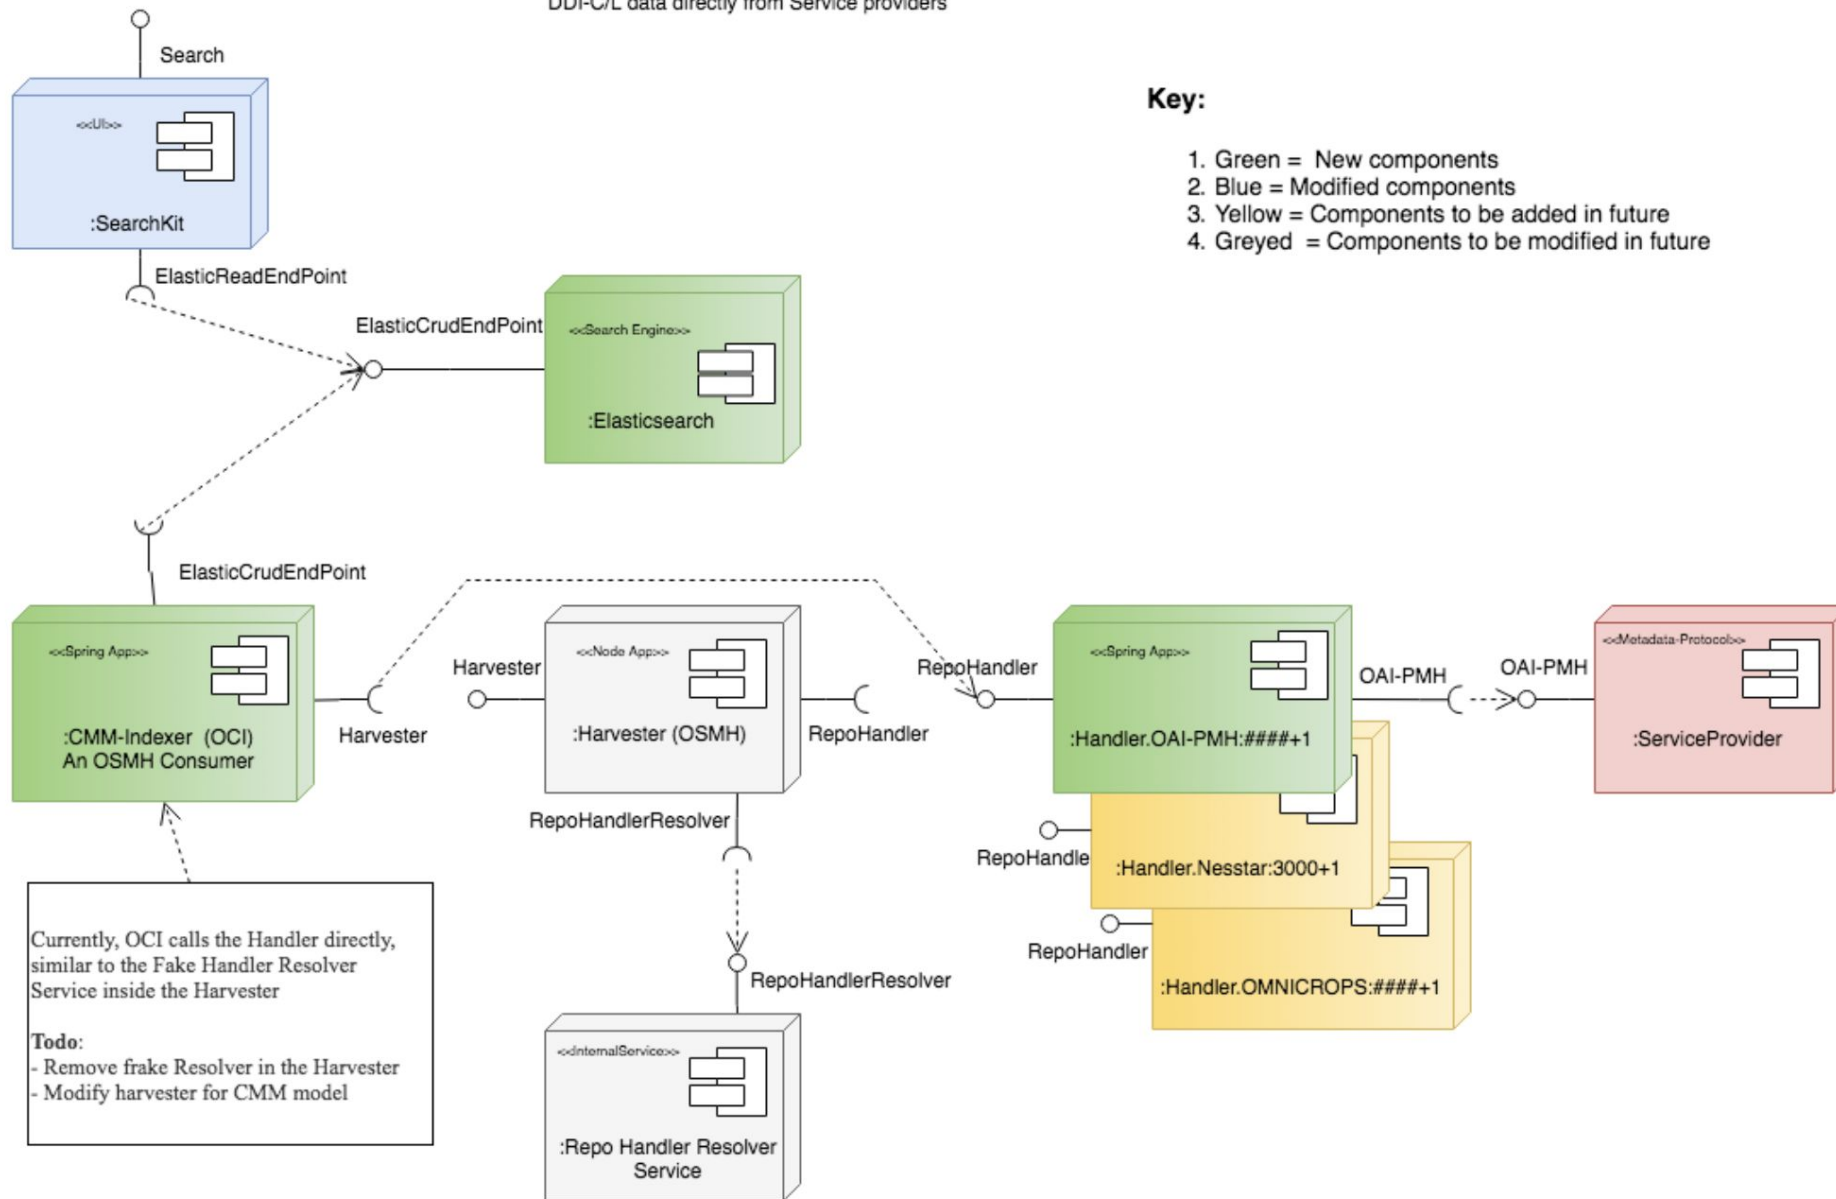 DDI-C/L data directly from Service providers
Search
<<UI>>
:SearchKit
Key:
1. Green = New components
2. Blue = Modified components
3. Yellow = Components to be added in future
4. Greyed = Components to be modified in future
ElasticReadEndPoint
ElasticCrudEndPoint
<<Search Engine>>
:Elasticsearch
ElasticCrudEndPoint
<<Spring App>>
:CMM-Indexer (OCI)
An OSMH Consumer
Harvester
Harvester
<<Node App>>
:Harvester (OSMH)
RepoHandler
RepoHandler
<<Spring App>>
:Handler.OAI-PMH:####+1
OAI-PMH
OAI-PMH
<<Metadata-Protocol>>
:ServiceProvider
RepoHandlerResolver
RepoHandle
:Handler.Nesstar:3000+1
RepoHandler
:Handler.OMNICROPS:####+1
RepoHandlerResolver
<<InternalService>>
:Repo Handler Resolver
Service
Currently, OCI calls the Handler directly,
similar to the Fake Handler Resolver
Service inside the Harvester
Todo:
- Remove frake Resolver in the Harvester
- Modify harvester for CMM model